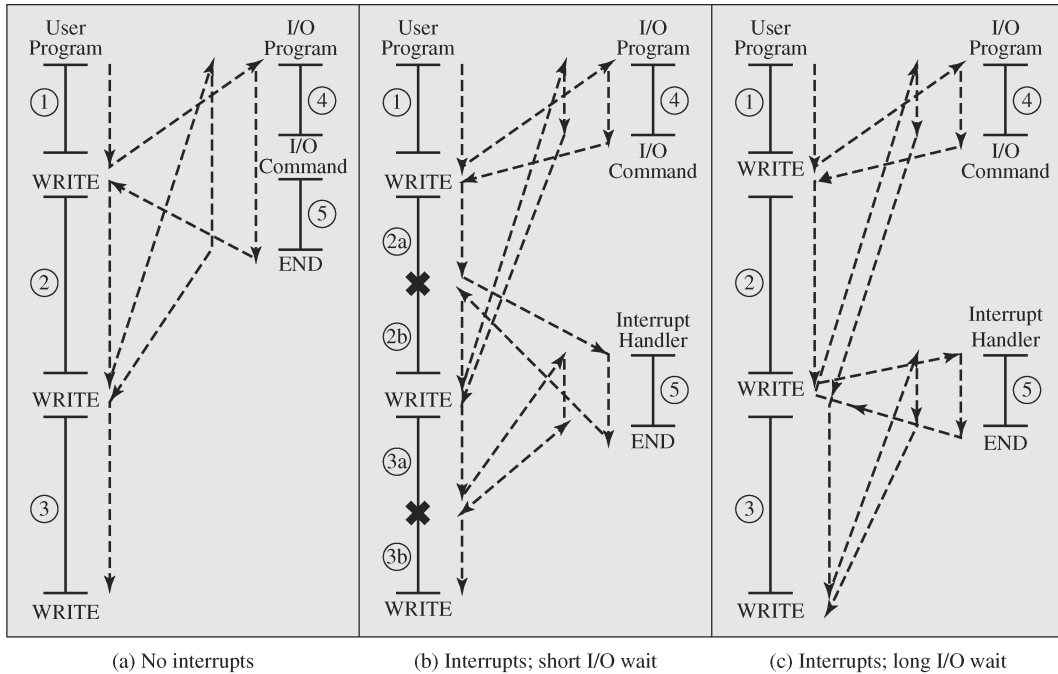 User
Program
I/O
Program
1
4
I/O
Command
WRITE
5
END
2
WRITE
3
WRITE
(a) No interrupts
User
Program
I/O
Program
1
4
I/O
Command
WRITE
2a
2b
Interrupt
Handler
5
WRITE
END
3a
3b
WRITE
(b) Interrupts; short I/O wait
User
Program
I/O
Program
1
4
I/O
Command
WRITE
2
Interrupt
Handler
5
WRITE
END
3
WRITE
(c) Interrupts; long I/O wait